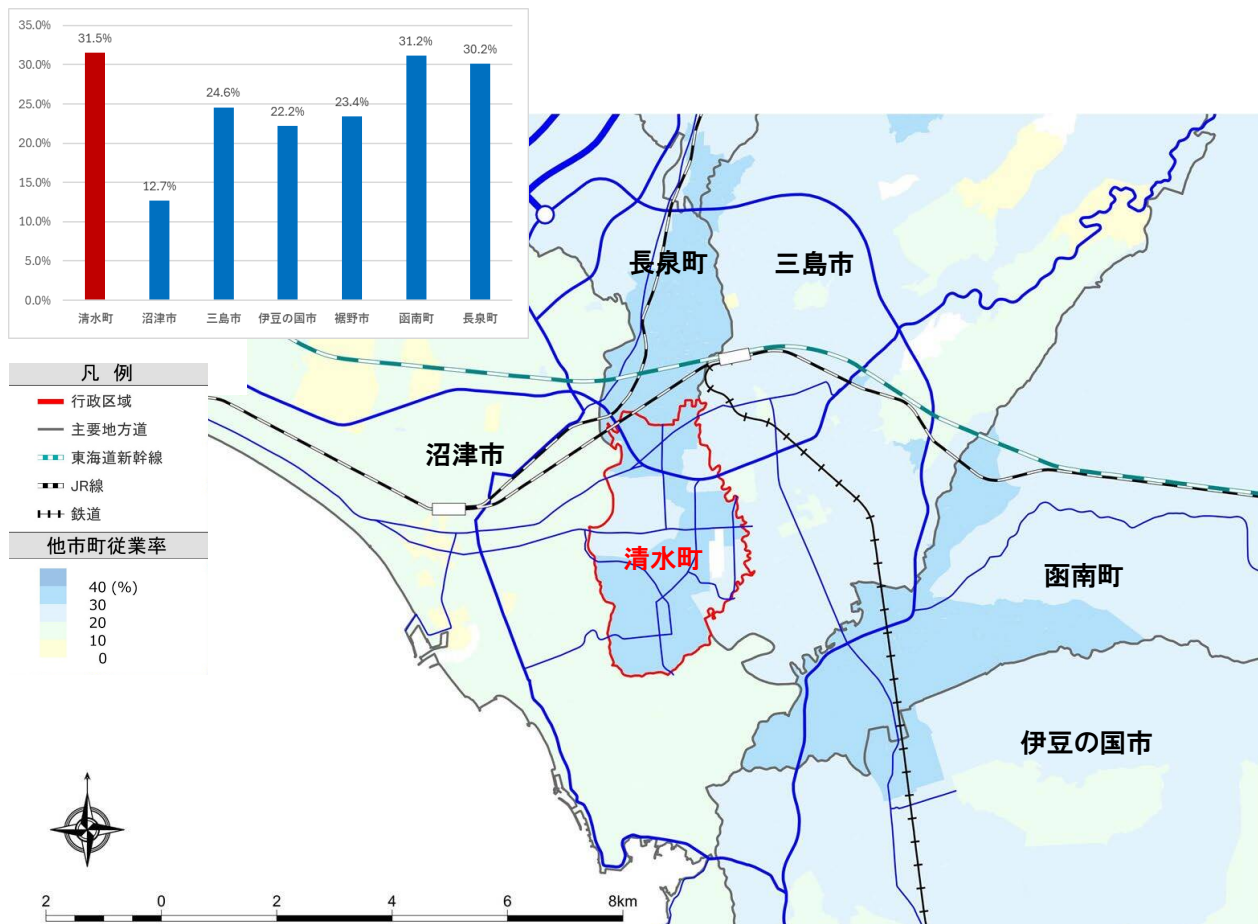 35.0%
30.0%
25.0%
20.0%
15.0%
10.0%
5.0%
0.0%
31.5%
12.7%
24.6%
22.2%
23.4%
31.2%
30.2%
清水町
沼津市
三島市
伊豆の国市
裾野市
函南町
長泉町
凡 例
行政区域
主要地方道
東海道新幹線
JR線
鉄道
他市町従業率
40 (%)
30
20
10
0
長泉町
三島市
沼津市
清水町
函南町
伊豆の国市
2 0 2 4 6 8km